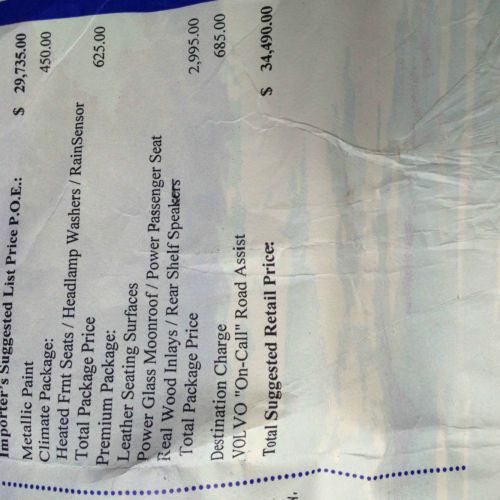 Importer's Suggested List Price P.O.E.: $ 29,735.00
Metallic Paint 450.00
Climate Package:
Heated Frnt Seats / Headlamp Washers / RainSensor
Total Package Price 625.00
Premium Package:
Leather Seating Surfaces
Power Glass Moonroof / Power Passenger Seat
Real Wood Inlays / Rear Shelf Speakers
Total Package Price 2,995.00
Destination Charge 685.00
VOLVO "On-Call" Road Assist
Total Suggested Retail Price: $ 34,490.00